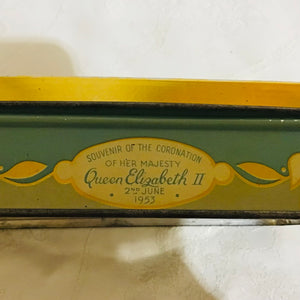 SOUVENIR OF THE CORONATION
OF HER MAJESTY
Queen Elizabeth II
2ND JUNE
1953